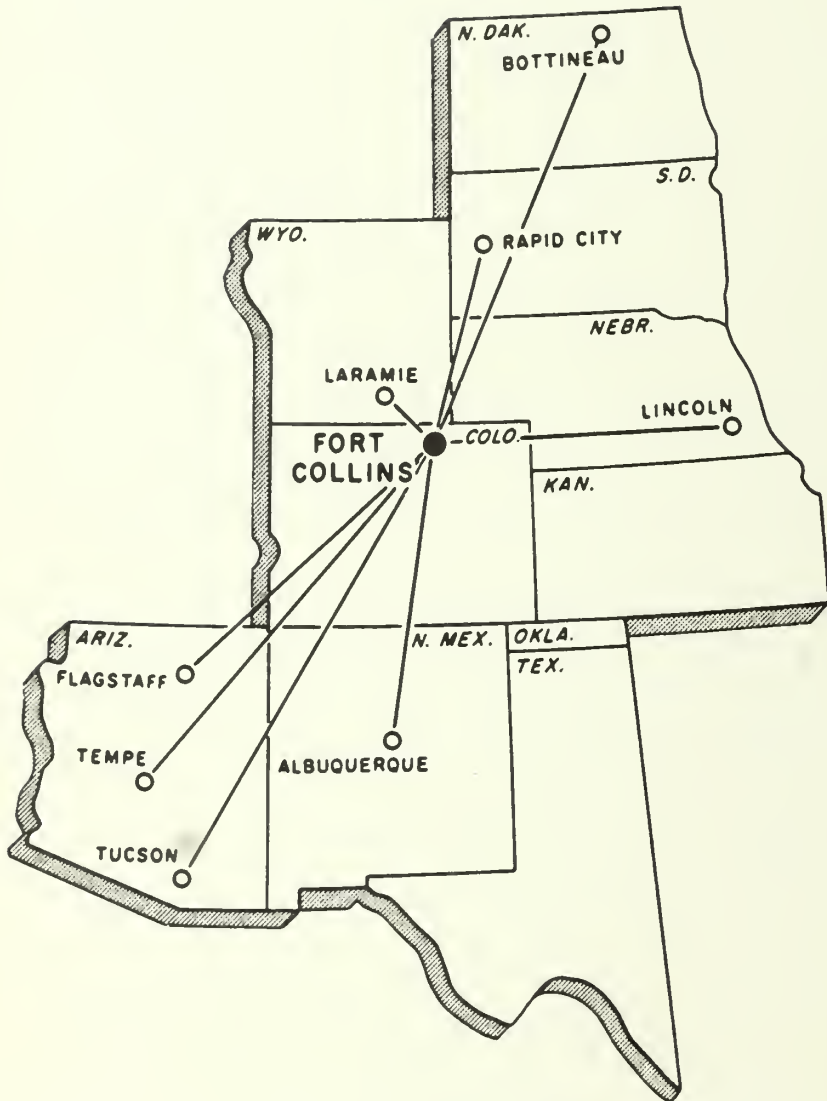 N. DAK.
BOTTINEAU
S. D.
WYO.
RAPID CITY
NEBR.
LARAMIE
LINCOLN
FORT
COLLINS
COLO.
KAN.
ARIZ.
N. MEX.
OKLA.
TEX.
FLAGSTAFF
TEMPE
ALBUQUERQUE
TUCSON